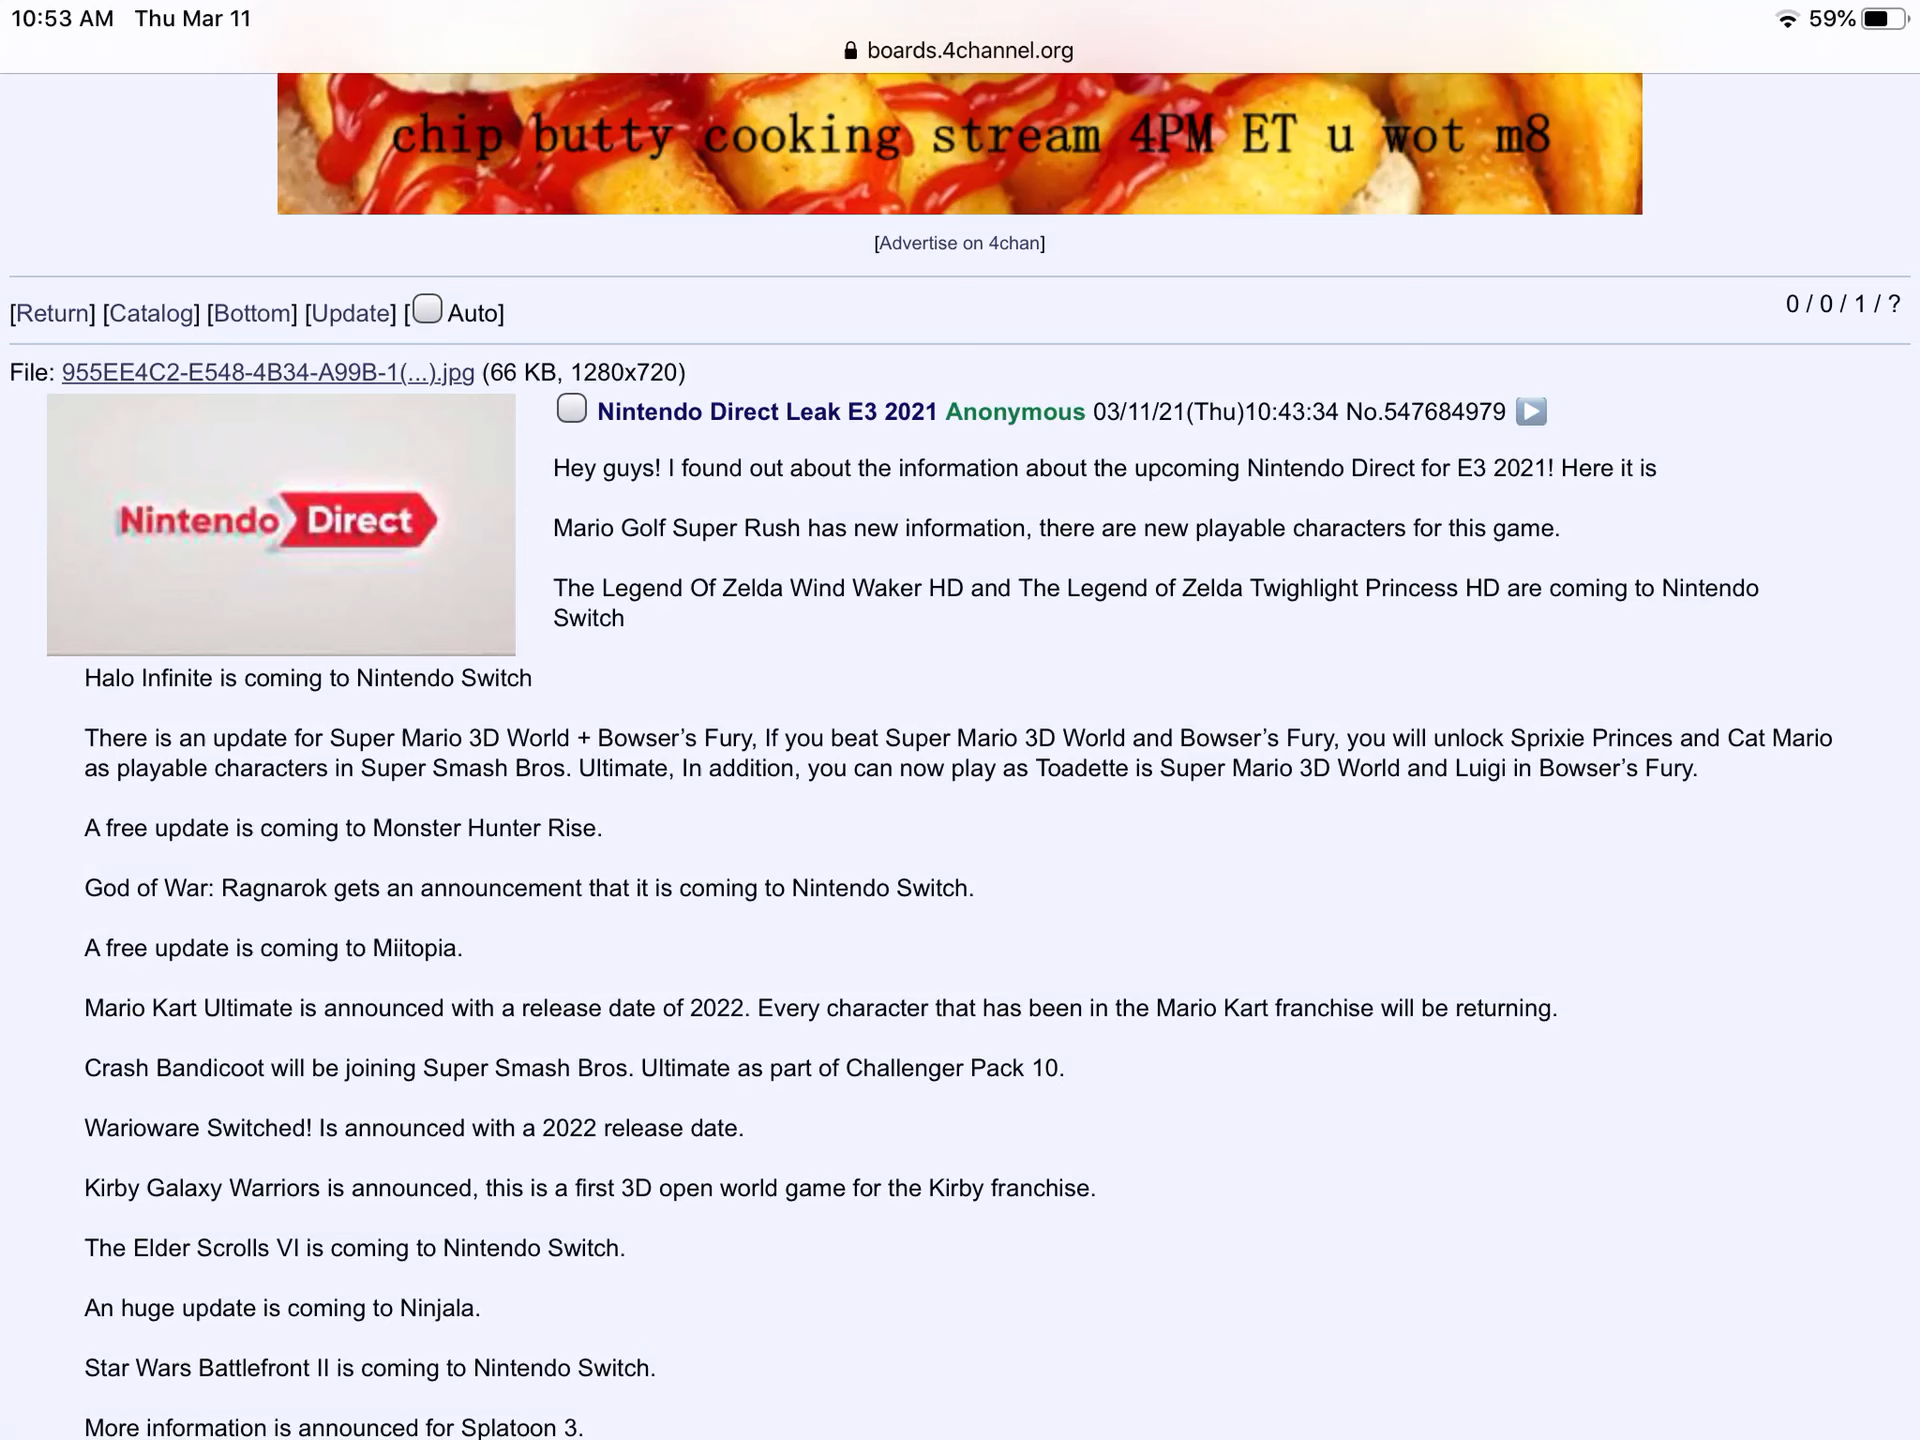 10:53 AM Thu Mar 11
59%
boards.4channel.org
chip butty cooking stream 4PM ET u wot m8
[Advertise on 4chan]
[Return] [Catalog] [Bottom] [Update] [ Auto]
0 / 0 / 1 / ?
File: 955EE4C2-E548-4B34-A99B-1(...).jpg (66 KB, 1280x720)
Nintendo Direct
Nintendo Direct Leak E3 2021 Anonymous 03/11/21(Thu)10:43:34 No.547684979
Hey guys! I found out about the information about the upcoming Nintendo Direct for E3 2021! Here it is
Mario Golf Super Rush has new information, there are new playable characters for this game.
The Legend Of Zelda Wind Waker HD and The Legend of Zelda Twighlight Princess HD are coming to Nintendo
Switch
Halo Infinite is coming to Nintendo Switch
There is an update for Super Mario 3D World + Bowser’s Fury, If you beat Super Mario 3D World and Bowser’s Fury, you will unlock Sprixie Princes and Cat Mario
as playable characters in Super Smash Bros. Ultimate, In addition, you can now play as Toadette is Super Mario 3D World and Luigi in Bowser’s Fury.
A free update is coming to Monster Hunter Rise.
God of War: Ragnarok gets an announcement that it is coming to Nintendo Switch.
A free update is coming to Miitopia.
Mario Kart Ultimate is announced with a release date of 2022. Every character that has been in the Mario Kart franchise will be returning.
Crash Bandicoot will be joining Super Smash Bros. Ultimate as part of Challenger Pack 10.
Warioware Switched! Is announced with a 2022 release date.
Kirby Galaxy Warriors is announced, this is a first 3D open world game for the Kirby franchise.
The Elder Scrolls VI is coming to Nintendo Switch.
An huge update is coming to Ninjala.
Star Wars Battlefront II is coming to Nintendo Switch.
More information is announced for Splatoon 3.